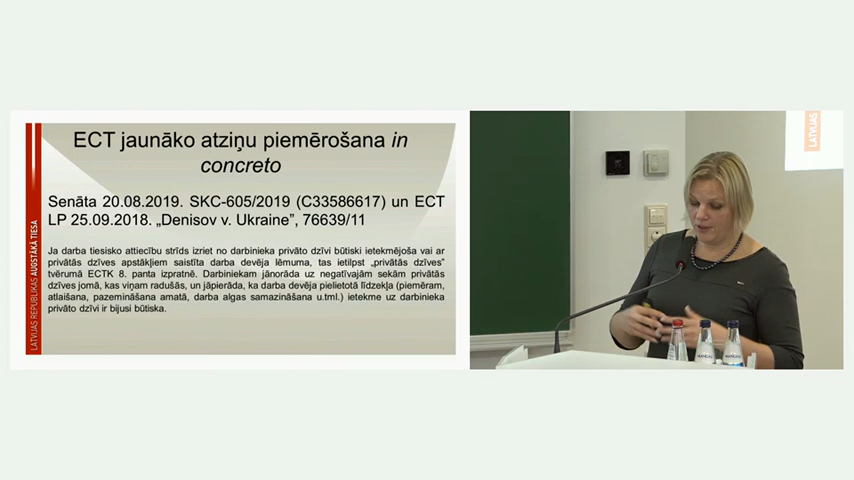 ECT jaunāko atziņu piemērošana in
concreto
Senāta 20.08.2019. SKC-605/2019 (C33586617) un ECT
LP 25.09.2018. „Denisov v. Ukraine”, 76639/11
Ja darba tiesisko attiecību strīds izriet no darbinieka privāto dzīvi būtiski ietekmējoša vai ar
privātās dzīves apstākļiem saistīta darba devēja lēmuma, tas ietilpst „privātās dzīves”
tvērumā ECTK 8. panta izpratnē. Darbiniekam jānorāda uz negatīvajām sekām privātās
dzīves jomā, kas viņam radušās, un jāpierāda, ka darba devēja pielietotā līdzekļa (piemēram,
atlaišana, pazemināšana amatā, darba algas samazināšana u.tml.) ietekme uz darbinieka
privāto dzīvi ir bijusi būtiska.
LATVIJAS REPUBLIKAS AUGSTĀKĀ TIESA
LATVIJAS
MANGAĻI
MANGAĻI